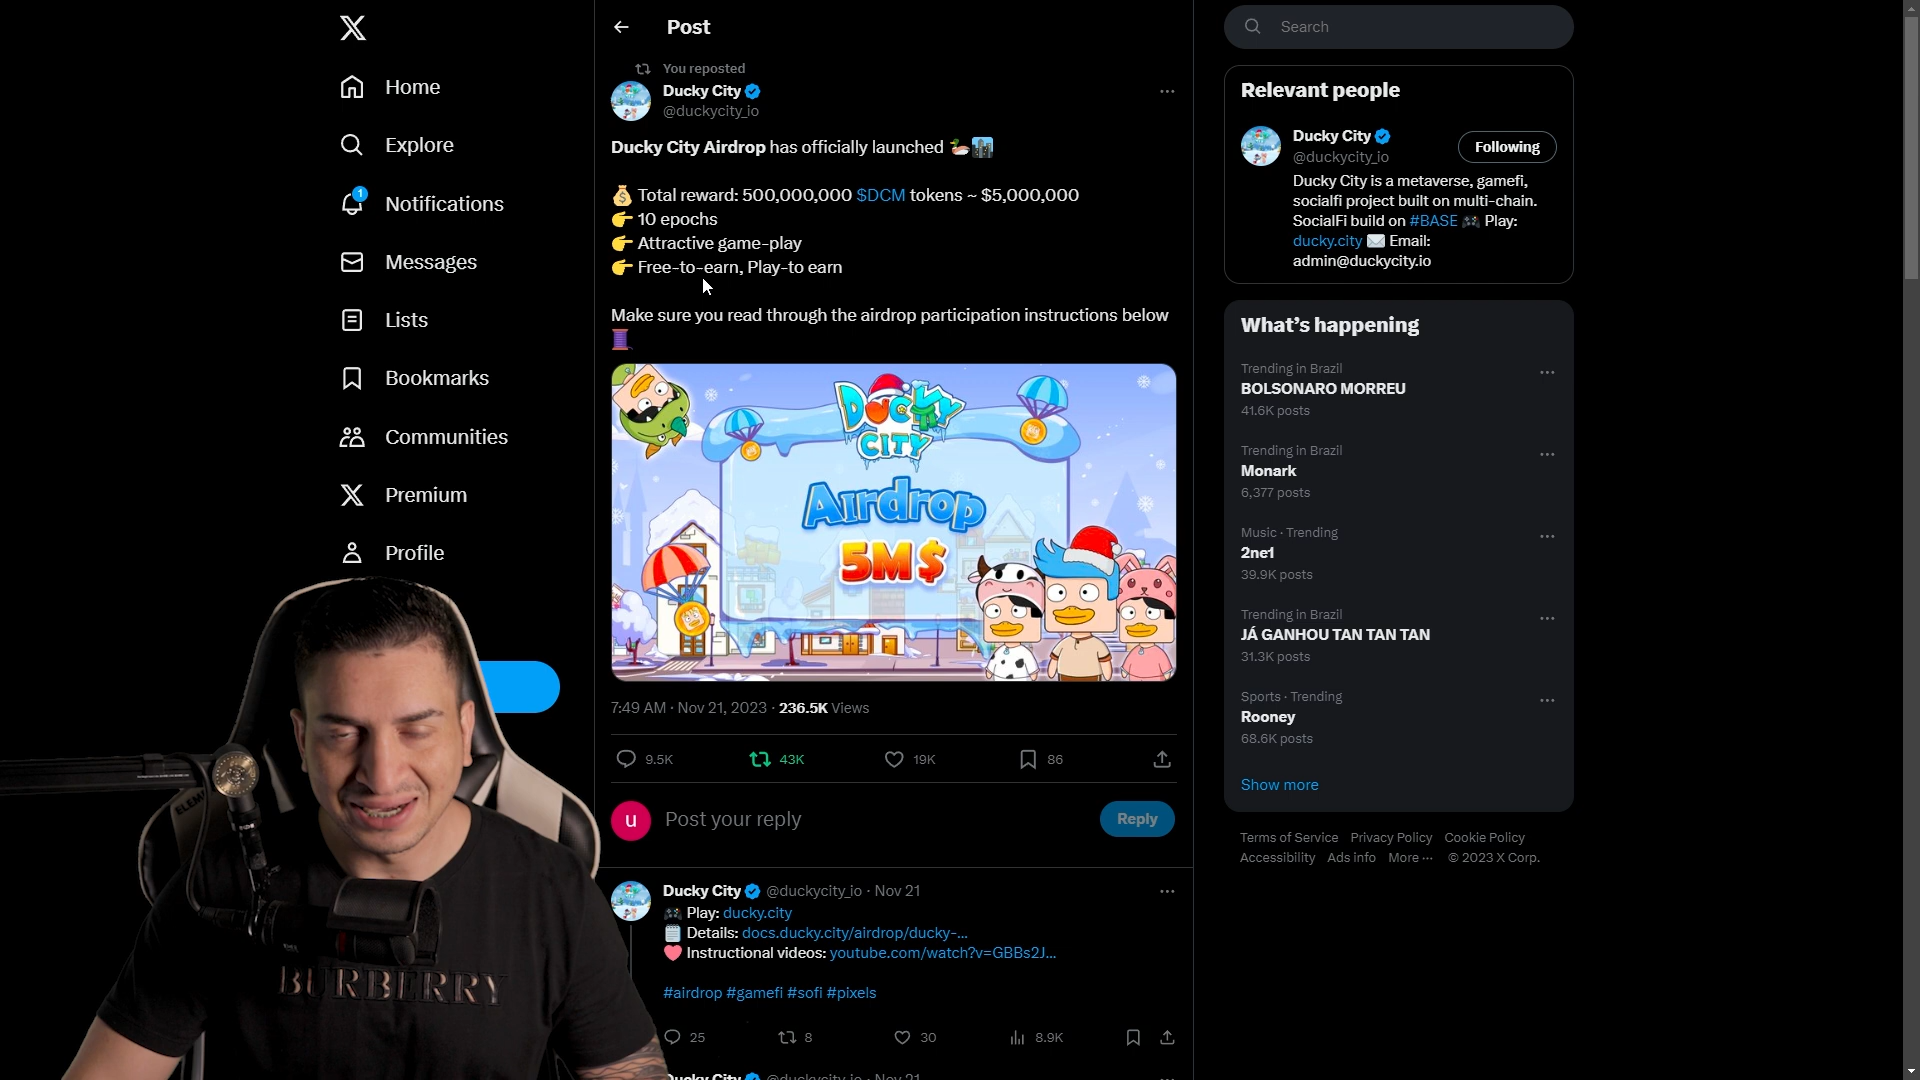 Home
Explore
1
Notifications
Messages
Lists
Bookmarks
Communities
Premium
Profile
Post
You reposted
Ducky City
@duckycity_io
Ducky City Airdrop has officially launched 🦆🏙️
💰 Total reward: 500,000,000 $DCM tokens ~ $5,000,000
👉 10 epochs
👉 Attractive game-play
👉 Free-to-earn, Play-to earn
Make sure you read through the airdrop participation instructions below
🧵
DUCKY
CITY
AIRDROP
5M $
7:49 AM · Nov 21, 2023 · 236.5K Views
9.5K 43K 19K 86
u Post your reply Reply
Ducky City @duckycity_io · Nov 21
🎮 Play: ducky.city
🗒️ Details: docs.ducky.city/airdrop/ducky-...
❤️ Instructional videos: youtube.com/watch?v=GBBs2J...
#airdrop #gamefi #sofi #pixels
25 8 30 8.9K
Ducky City @duckycity_io · Nov 21
Search
Relevant people
Ducky City
@duckycity_io
Following
Ducky City is a metaverse, gamefi,
socialfi project built on multi-chain.
SocialFi build on #BASE 🎮 Play:
ducky.city ✉️ Email:
admin@duckycity.io
What's happening
Trending in Brazil
BOLSONARO MORREU
41.6K posts
Trending in Brazil
Monark
6,377 posts
Music · Trending
2ne1
39.9K posts
Trending in Brazil
JÁ GANHOU TAN TAN TAN
31.3K posts
Sports · Trending
Rooney
68.6K posts
Show more
Terms of Service Privacy Policy Cookie Policy
Accessibility Ads info More ··· © 2023 X Corp.
BURBERRY